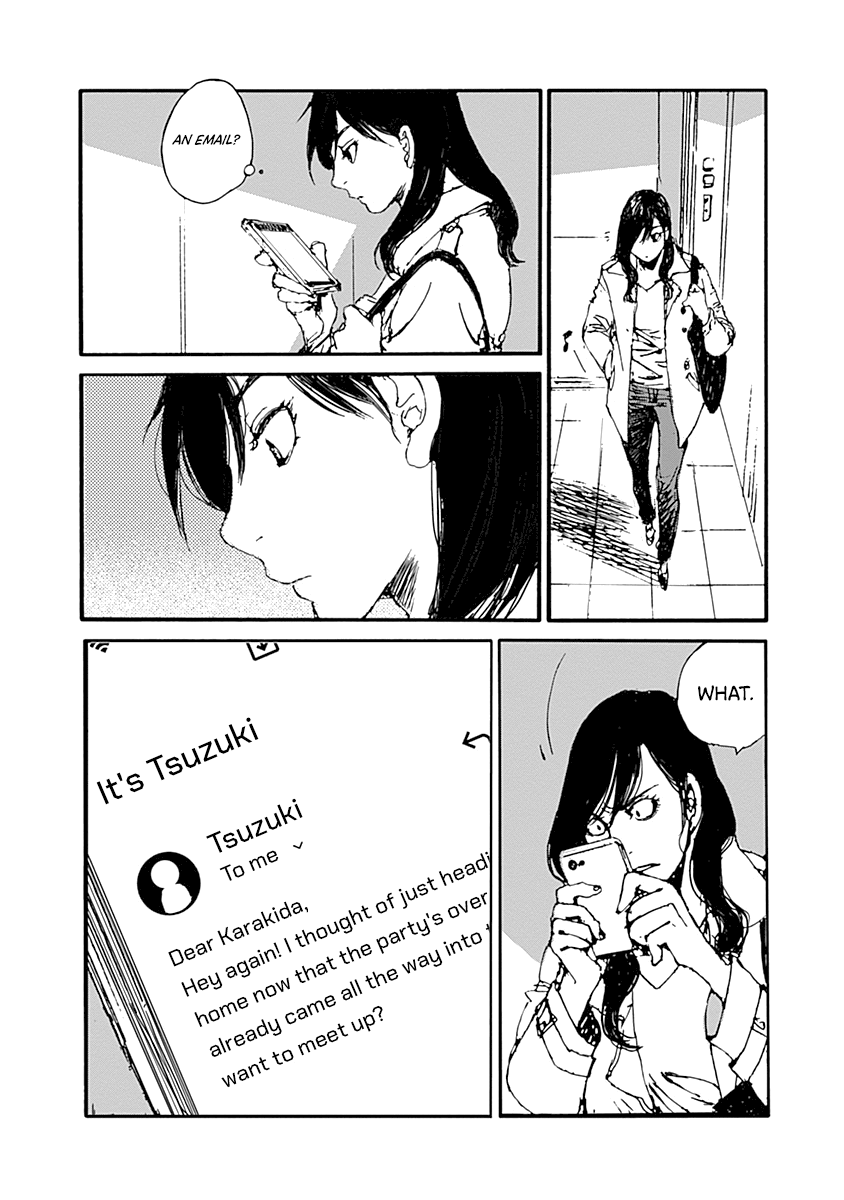 AN EMAIL?
WHAT.
It's Tsuzuki
Tsuzuki
To me
Dear Karakida,
Hey again! I thought of just
home now that the party's over
already came all the way into
want to meet up?